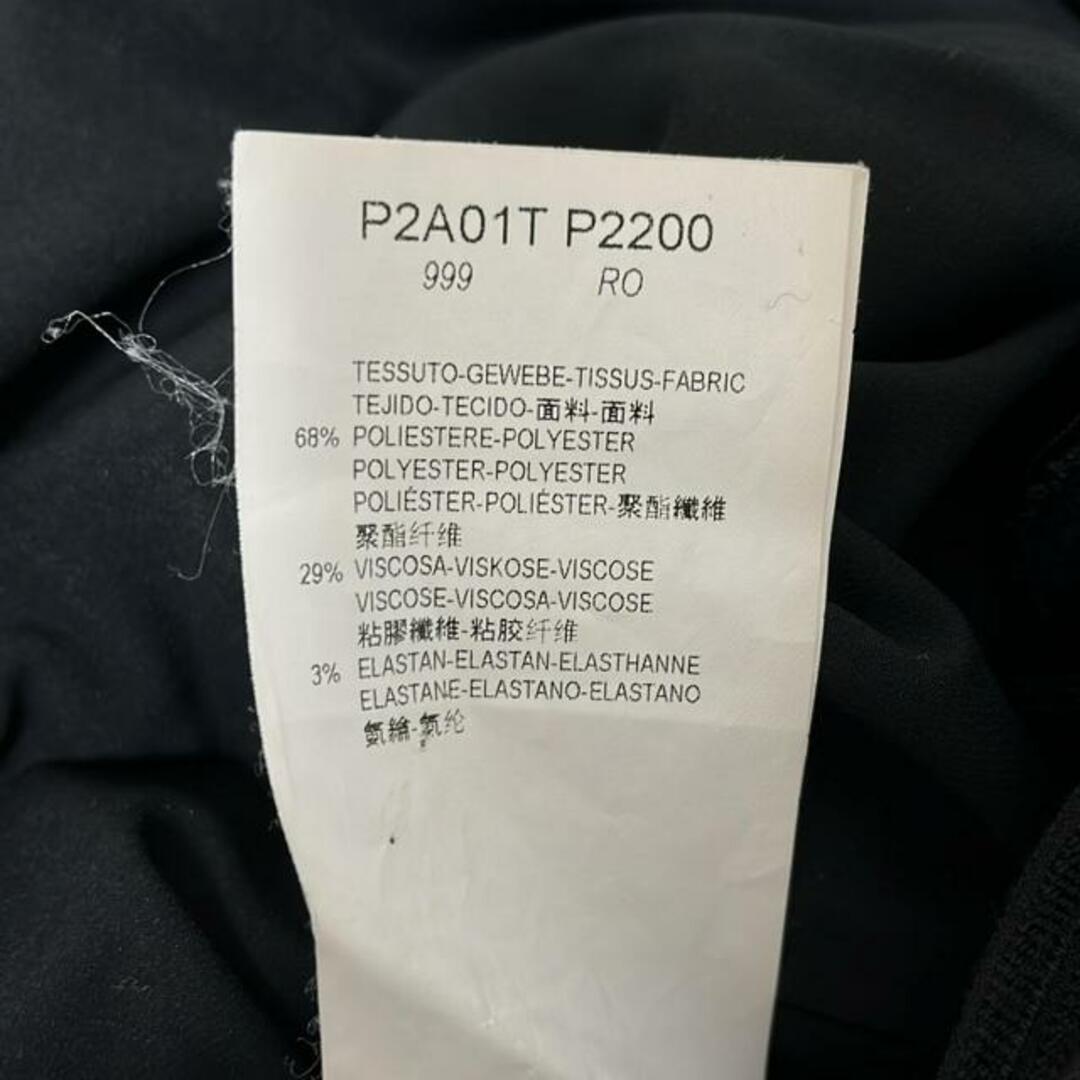 P2A01T P2200
999 RO
TESSUTO-GEWEBE-TISSUS-FABRIC
TEJIDO-TECIDO-面料-面料
68% POLIESTERE-POLYESTER
POLYESTER-POLYESTER
POLIÉSTER-POLIÉSTER-聚酯纖維
聚酯纤维
29% VISCOSA-VISKOSE-VISCOSE
VISCOSE-VISCOSA-VISCOSE
粘膠纖維-粘胶纤维
3% ELASTAN-ELASTAN-ELASTHANNE
ELASTANE-ELASTANO-ELASTANO
氨綸-氨纶